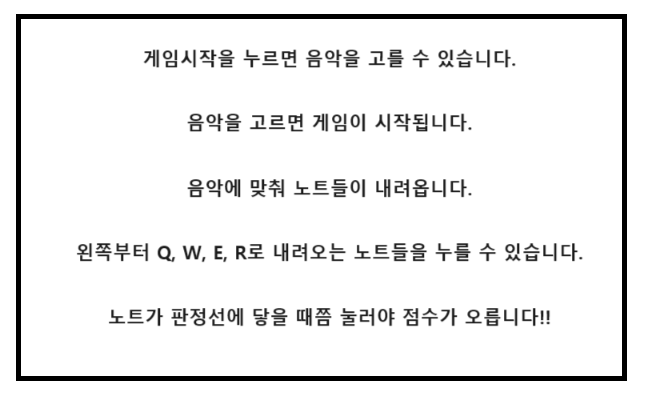 게임시작을 누르면 음악을 고를 수 있습니다.
음악을 고르면 게임이 시작됩니다.
음악에 맞춰 노트들이 내려옵니다.
왼쪽부터 Q, W, E, R로 내려오는 노트들을 누를 수 있습니다.
노트가 판정선에 닿을 때쯤 눌러야 점수가 오릅니다!!